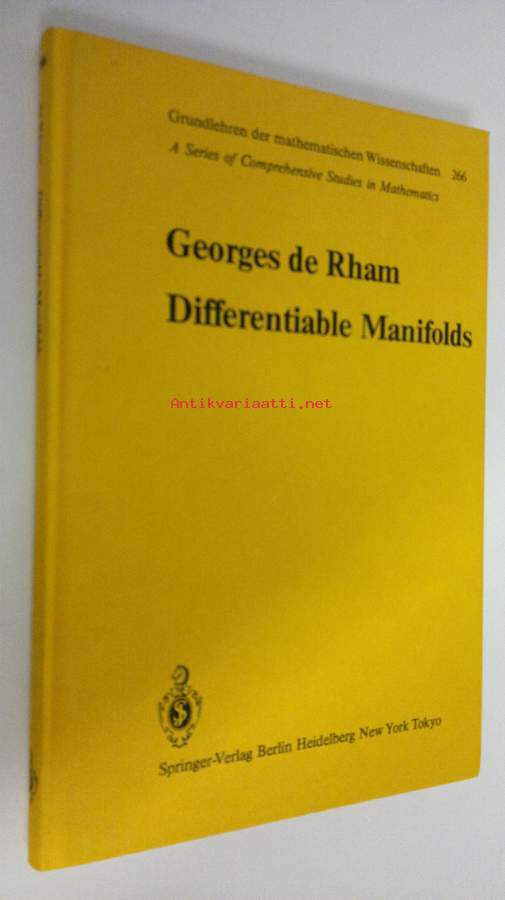 Grundlehren der mathematischen Wissenschaften 266
A Series of Comprehensive Studies in Mathematics
Georges de Rham
Differentiable Manifolds
Antikvariaatti.net
Springer-Verlag Berlin Heidelberg New York Tokyo